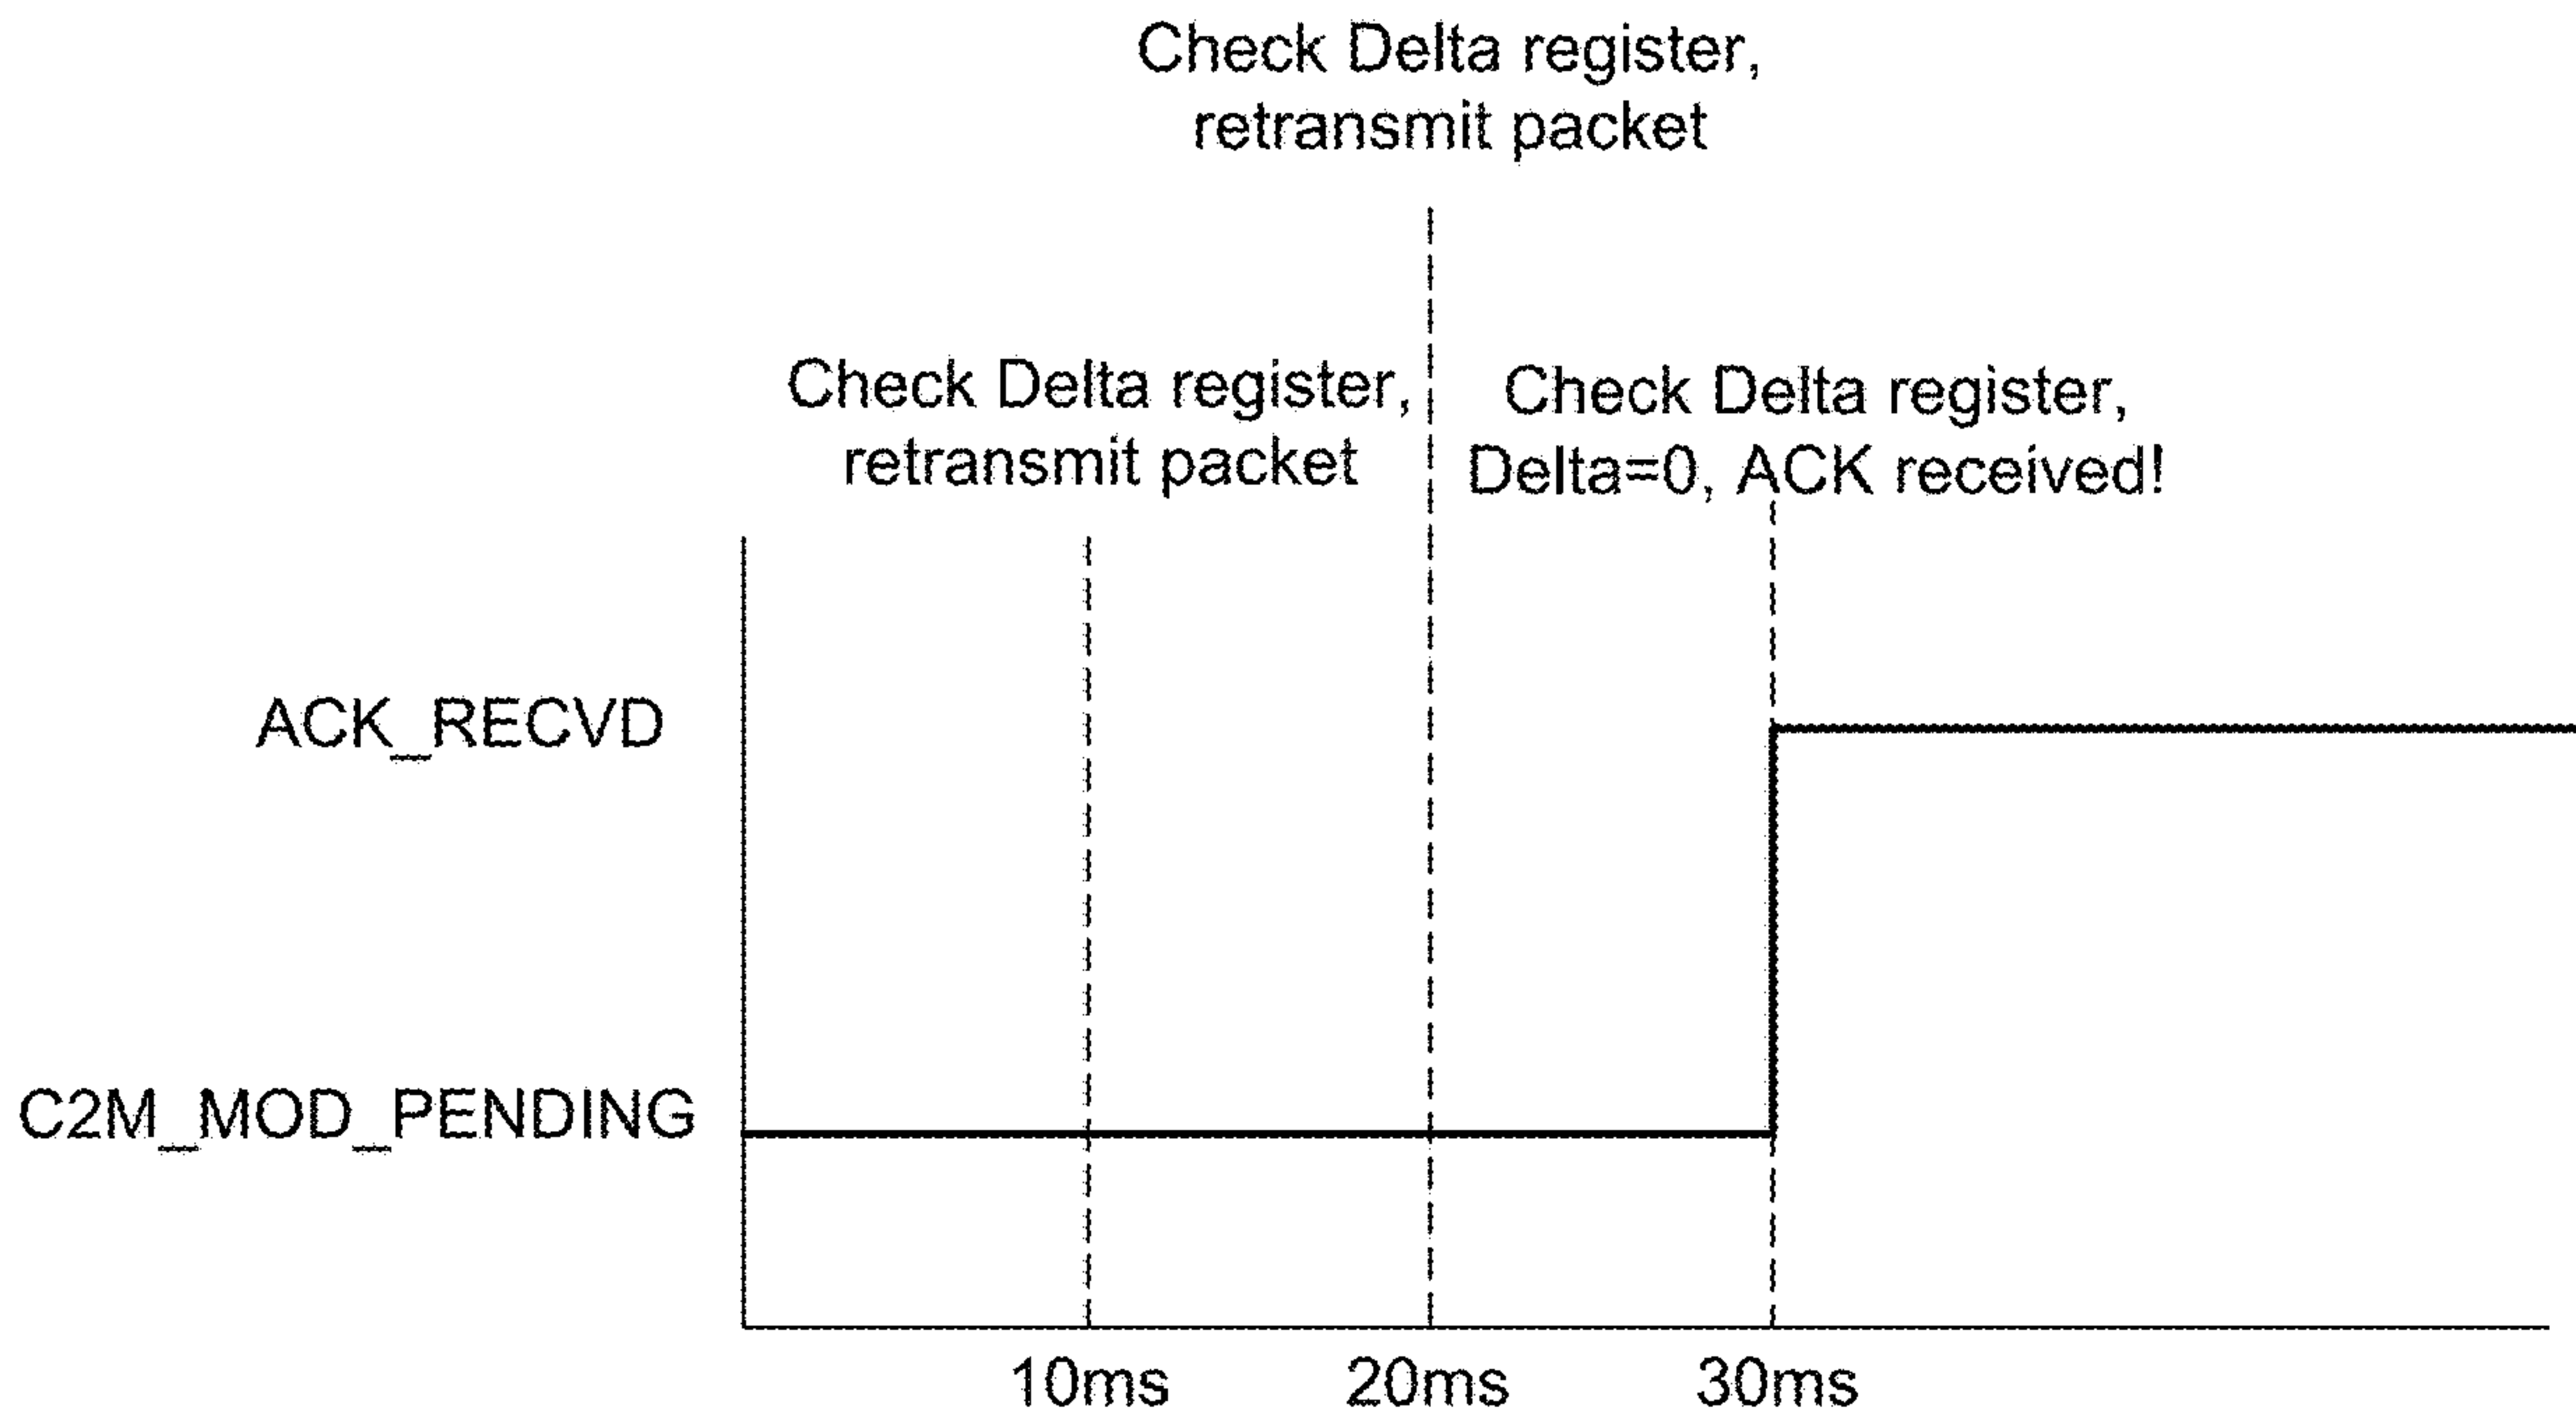 Check Delta register,
retransmit packet
Check Delta register,
retransmit packet
Check Delta register,
Delta=0, ACK received!
ACK_RECVD
C2M_MOD_PENDING
10ms
20ms
30ms